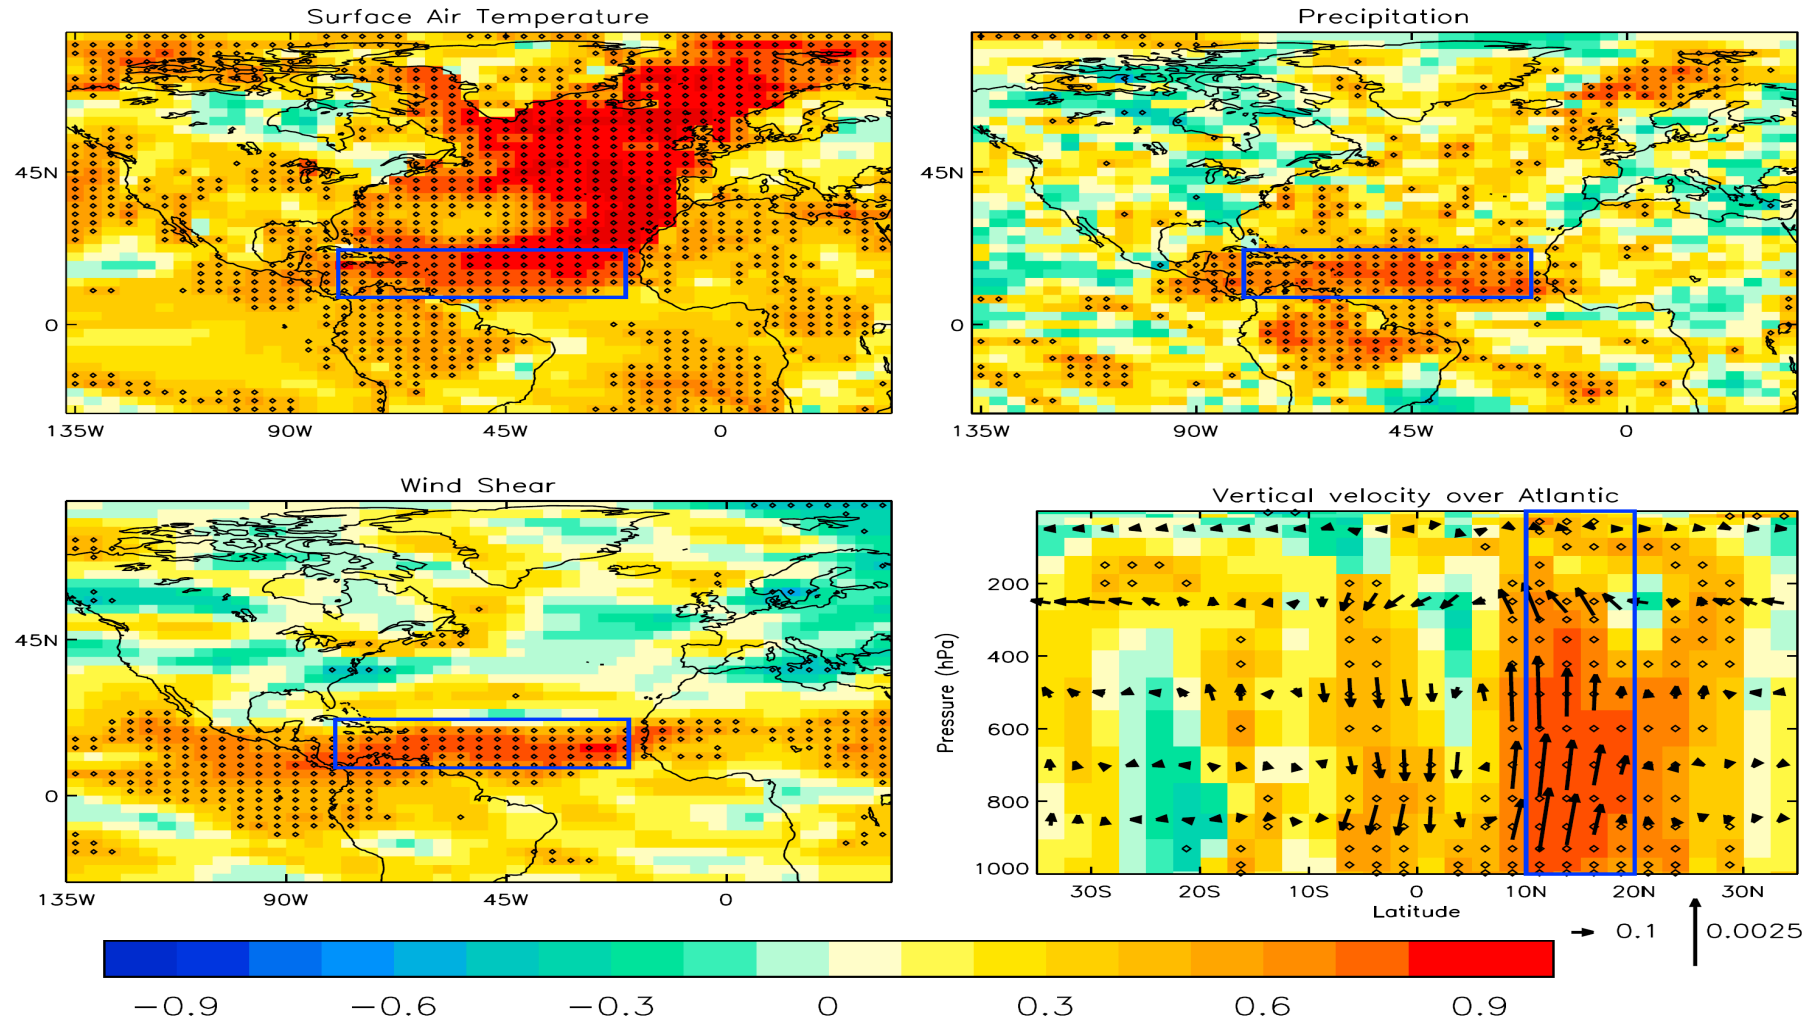 Surface Air Temperature
45N
0
135W 90W 45W 0
Precipitation
45N
0
135W 90W 45W 0
Wind Shear
45N
0
135W 90W 45W 0
Vertical velocity over Atlantic
Pressure (hPa)
200
400
600
800
1000
30S 20S 10S 0 10N 20N 30N
Latitude
0.1 0.0025
−0.9 −0.6 −0.3 0 0.3 0.6 0.9